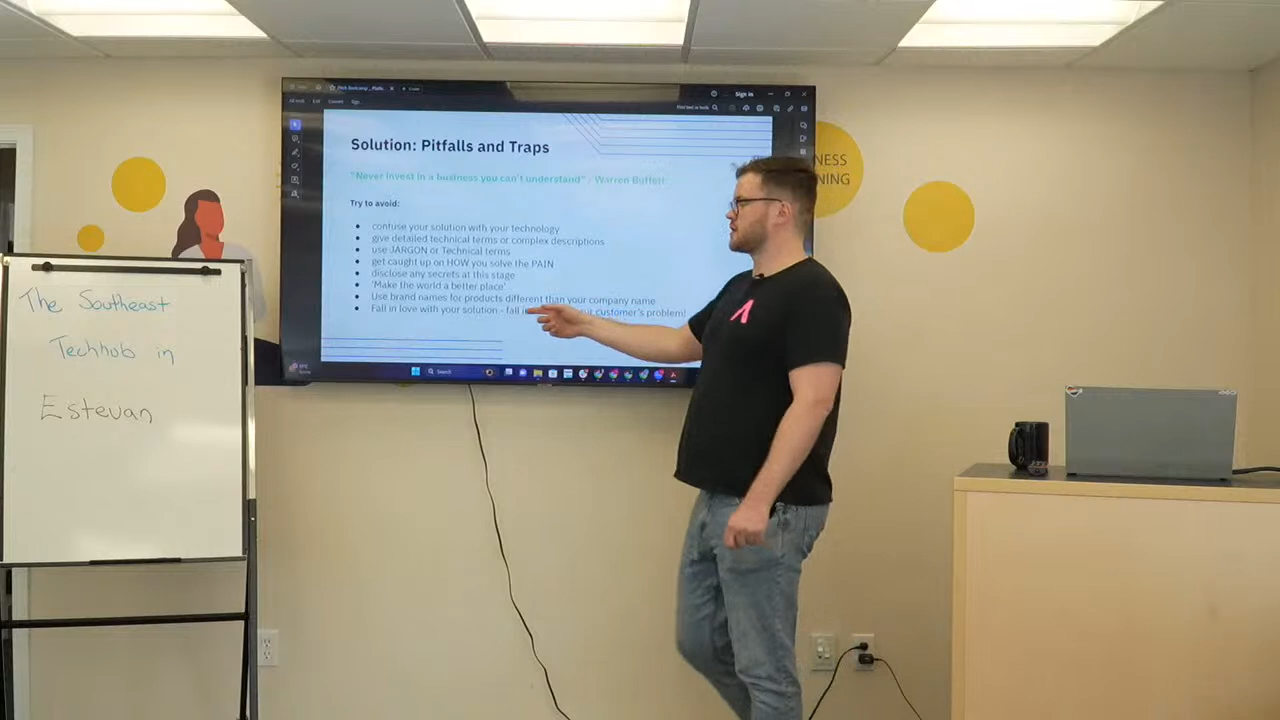 Sign in
Solution: Pitfalls and Traps
"Never invest in a business you can't understand" - Warren Buffett
Try to avoid:
confuse your solution with your technology
give detailed technical terms or complex descriptions
use JARGON or Technical terms
get caught up on HOW you solve the PAIN
disclose any secrets at this stage
'Make the world a better place'
Use brand names for products different than your company name
Fall in love with your solution - fall in customer's problem!
Search
NESS
NING
The Southeast
Techhub in
Estevan